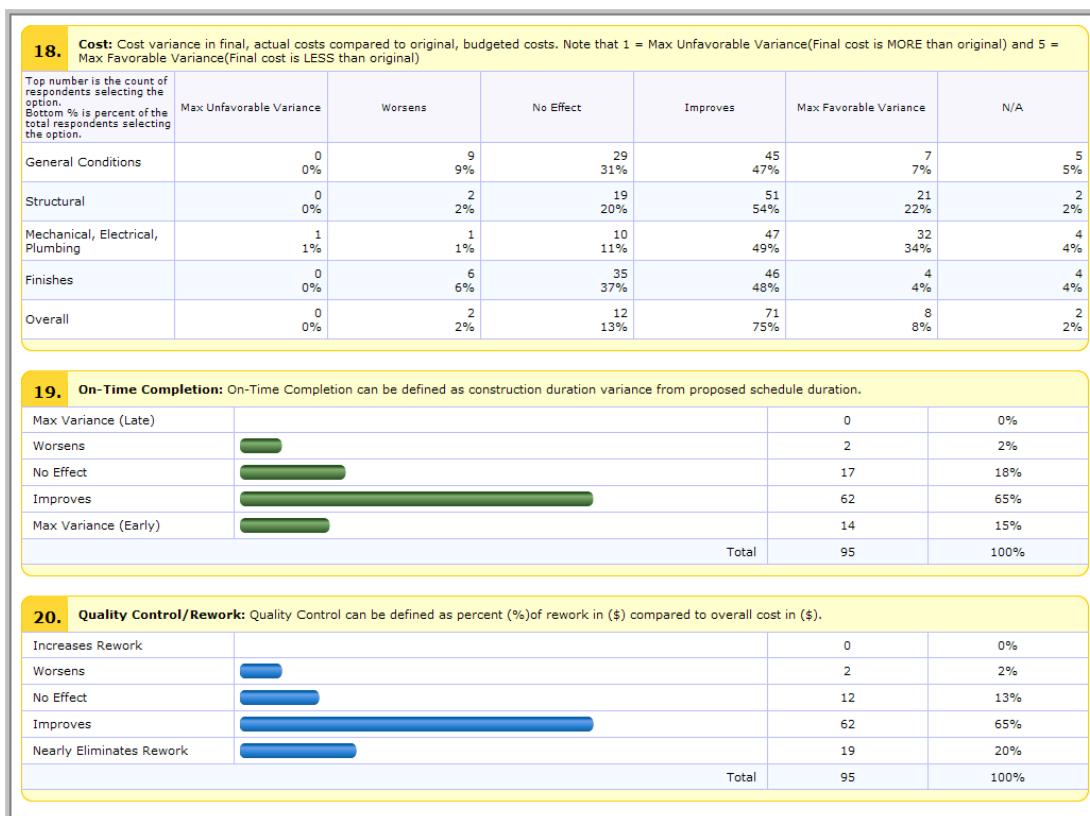 18. Cost: Cost variance in final, actual costs compared to original, budgeted costs. Note that 1 = Max Unfavorable Variance(Final cost is MORE than original) and 5 =
Max Favorable Variance(Final cost is LESS than original)
Top number is the count of
respondents selecting the
option.
Bottom % is percent of the
total respondents selecting
the option.
Max Unfavorable Variance Worsens No Effect Improves Max Favorable Variance N/A
General Conditions
0 9 29 45 7 5
0% 9% 31% 47% 7% 5%
Structural
0 2 19 51 21 2
0% 2% 20% 54% 22% 2%
Mechanical, Electrical,
Plumbing
1 1 10 47 32 4
1% 1% 11% 49% 34% 4%
Finishes
0 6 35 46 4 4
0% 6% 37% 48% 4% 4%
Overall
0 2 12 71 8 2
0% 2% 13% 75% 8% 2%
19. On-Time Completion: On-Time Completion can be defined as construction duration variance from proposed schedule duration.
Max Variance (Late) 0 0%
Worsens 2 2%
No Effect 17 18%
Improves 62 65%
Max Variance (Early) 14 15%
Total 95 100%
20. Quality Control/Rework: Quality Control can be defined as percent (%)of rework in ($) compared to overall cost in ($).
Increases Rework 0 0%
Worsens 2 2%
No Effect 12 13%
Improves 62 65%
Nearly Eliminates Rework 19 20%
Total 95 100%